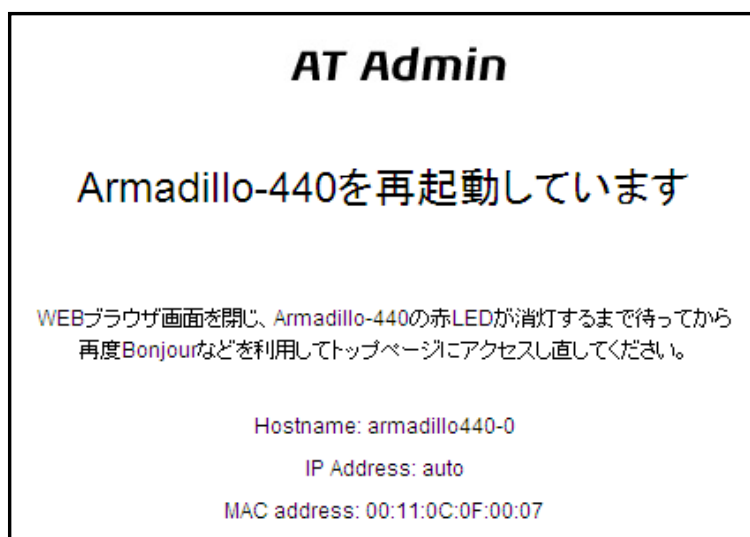 AT Admin
Armadillo-440を再起動しています
WEBブラウザ画面を閉じ、Armadillo-440の赤LEDが消灯するまで待ってから
再度Bonjourなどを利用してトップページにアクセスし直してください。
Hostname: armadillo440-0
IP Address: auto
MAC address: 00:11:0C:0F:00:07